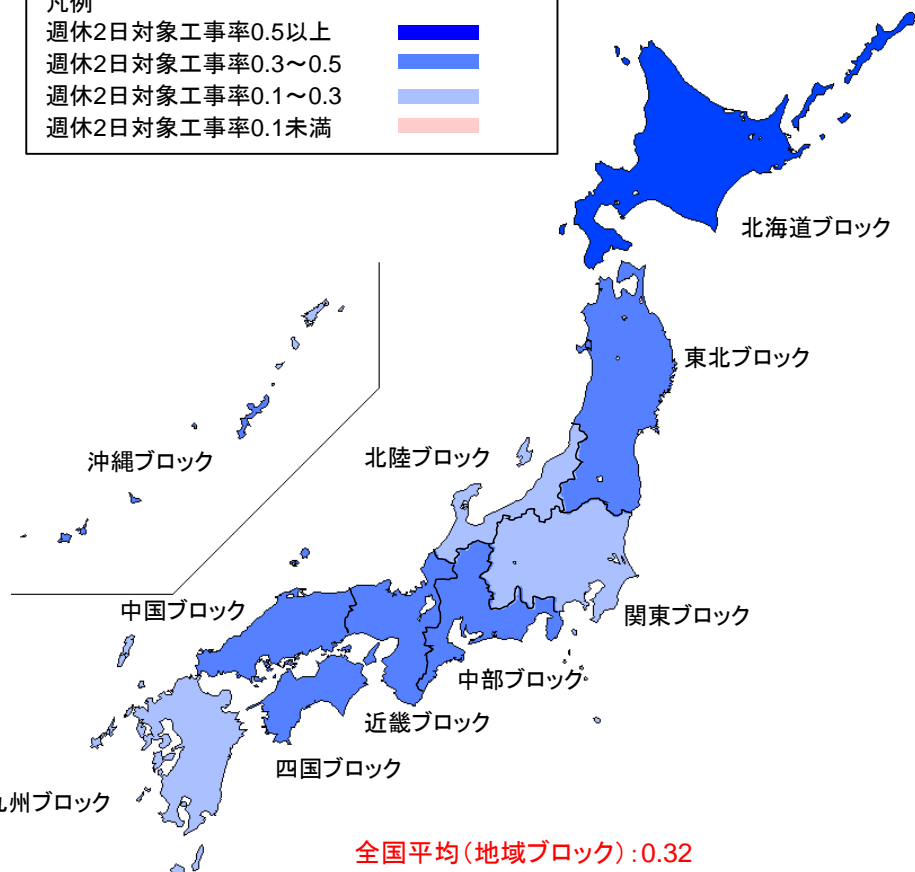 凡例
週休2日対象工事率0.5以上
週休2日対象工事率0.3～0.5
週休2日対象工事率0.1～0.3
週休2日対象工事率0.1未満
北海道ブロック
東北ブロック
北陸ブロック
沖縄ブロック
中国ブロック
関東ブロック
中部ブロック
近畿ブロック
四国ブロック
九州ブロック
全国平均（地域ブロック）：0.32